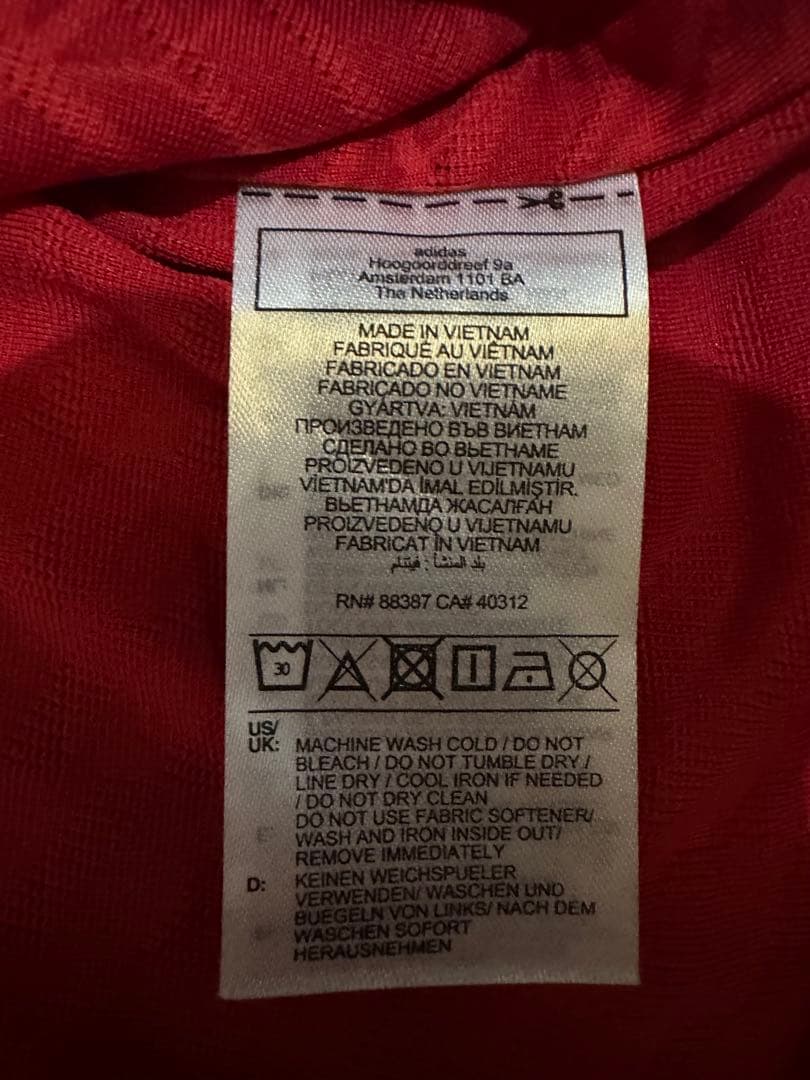 adidas
Hoogoorddreef 9a
Amsterdam 1101 BA
The Netherlands
MADE IN VIETNAM
FABRIQUÉ AU VIÊTNAM
FABRICADO EN VIETNAM
FABRICADO NO VIETNAME
GYÁRTVA: VIETNÁM
ПРОИЗВЕДЕНО ВЪВ ВИЕТНАМ
СДЕЛАНО ВО ВЬЕТНАМЕ
PROIZVEDENO U VIJETNAMU
VİETNAM'DA İMAL EDİLMİŞTİR.
ВЬЕТНАМДА ЖАСАЛҒАН
PROIZVEDENO U VIJETNAMU
FABRICAT ÎN VIETNAM
بلد المنشأ : فيتنام
RN# 88387 CA# 40312
30
US/
UK: MACHINE WASH COLD / DO NOT
BLEACH / DO NOT TUMBLE DRY /
LINE DRY / COOL IRON IF NEEDED
/ DO NOT DRY CLEAN
DO NOT USE FABRIC SOFTENER/
WASH AND IRON INSIDE OUT/
REMOVE IMMEDIATELY
D: KEINEN WEICHSPUELER
VERWENDEN/ WASCHEN UND
BUEGELN VON LINKS/ NACH DEM
WASCHEN SOFORT
HERAUSNEHMEN